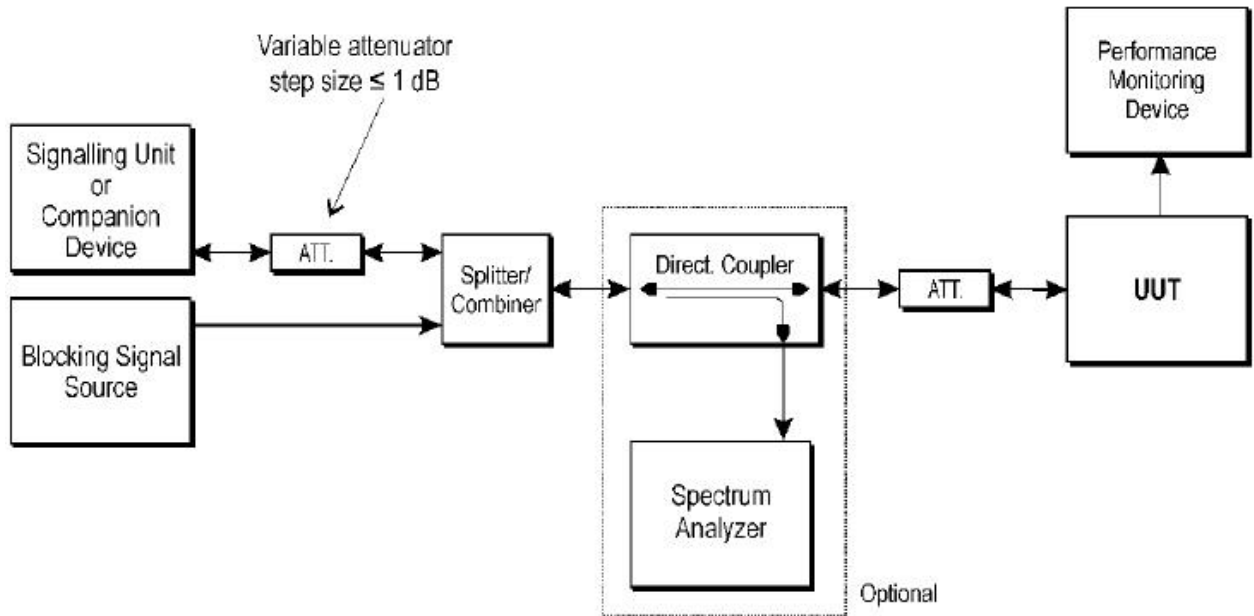 Variable attenuator
step size ≤ 1 dB
Performance
Monitoring
Device
Signalling Unit
or
Companion
Device
ATT.
Splitter/
Combiner
Direct. Coupler
ATT.
UUT
Blocking Signal
Source
Spectrum
Analyzer
Optional